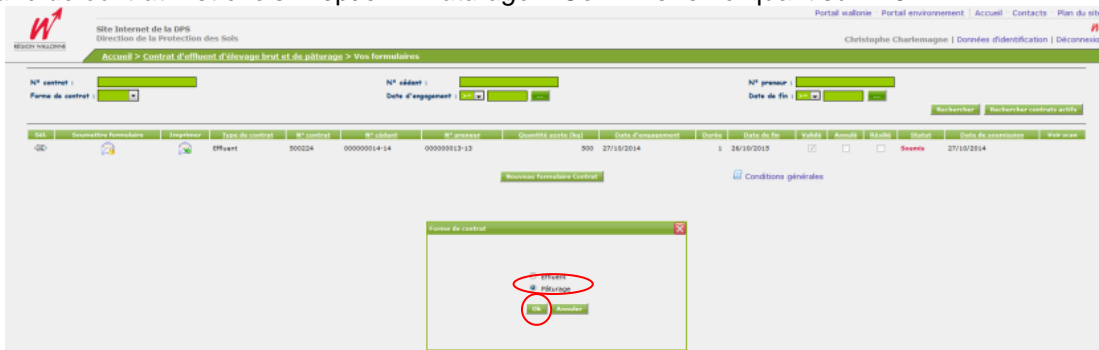 Portail wallonie Portail environnement | Accueil Contacts Plan du site
Site Internet de la DPS
Direction de la Protection des Sols
REGION WALLONNE
Christophe Charlemagne | Données d'identification | Déconnexion
Accueil > Contrat d'effluent d'élevage brut et de pâturage > Vos formulaires
N° contrat : N° cédant : N° preneur :
Forme de contrat : Date d'engagement : >= ... Date de fin : >= ...
Rechercher Rechercher contrats actifs
Sél. Soumettre formulaire Imprimer Type de contrat N° contrat N° cédant N° preneur Quantité azote (kg) Date d'engagement Durée Date de fin Validé Annulé Résilié Statut Date de soumission Voir scan
Effluent 500224 000000014-14 000000013-13 500 27/10/2014 1 26/10/2015 Soumis 27/10/2014
Nouveau formulaire Contrat Conditions générales
Forme de contrat
Effluent
Pâturage
Ok Annuler